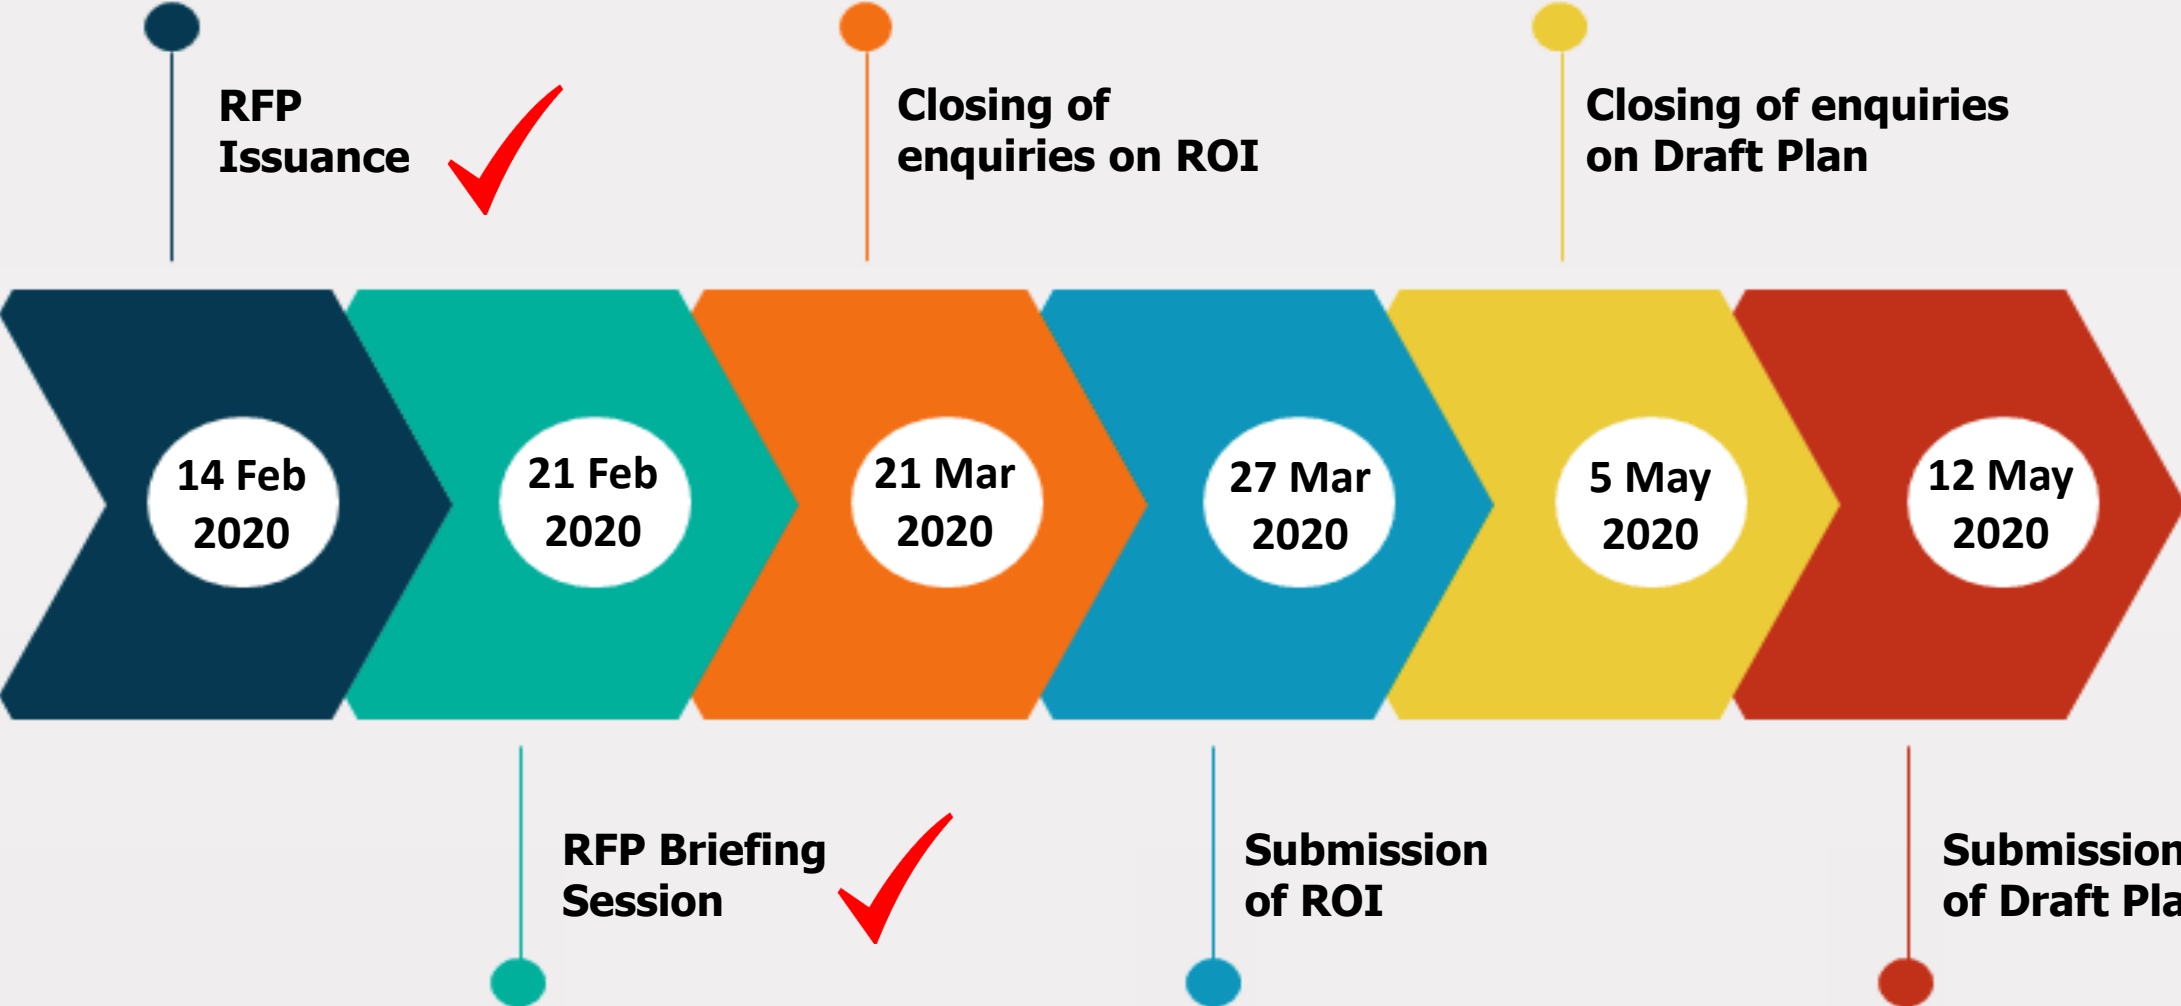 RFP
Issuance
Closing of
enquiries on ROI
Closing of enquiries
on Draft Plan
14 Feb
2020
21 Feb
2020
21 Mar
2020
27 Mar
2020
5 May
2020
12 May
2020
RFP Briefing
Session
Submission
of ROI
Submission
of Draft Pla